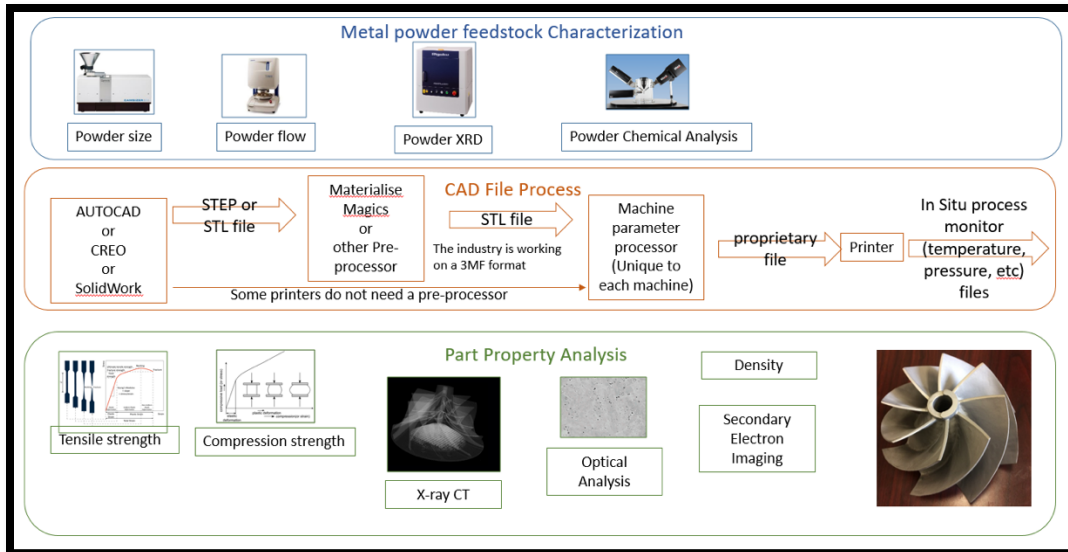 Metal powder feedstock Characterization
Powder size
Powder flow
Powder XRD
Powder Chemical Analysis
CAD File Process
AUTOCAD
or
CREO
or
SolidWork
STEP or
STL file
Materialise
Magics
or
other Pre-
processor
STL file
The industry is working
on a 3MF format
Some printers do not need a pre-processor
Machine
parameter
processor
(Unique to
each machine)
proprietary
file
Printer
In Situ process
monitor
(temperature,
pressure, etc)
files
Part Property Analysis
Tensile strength
Compression strength
X-ray CT
Optical
Analysis
Density
Secondary
Electron
Imaging